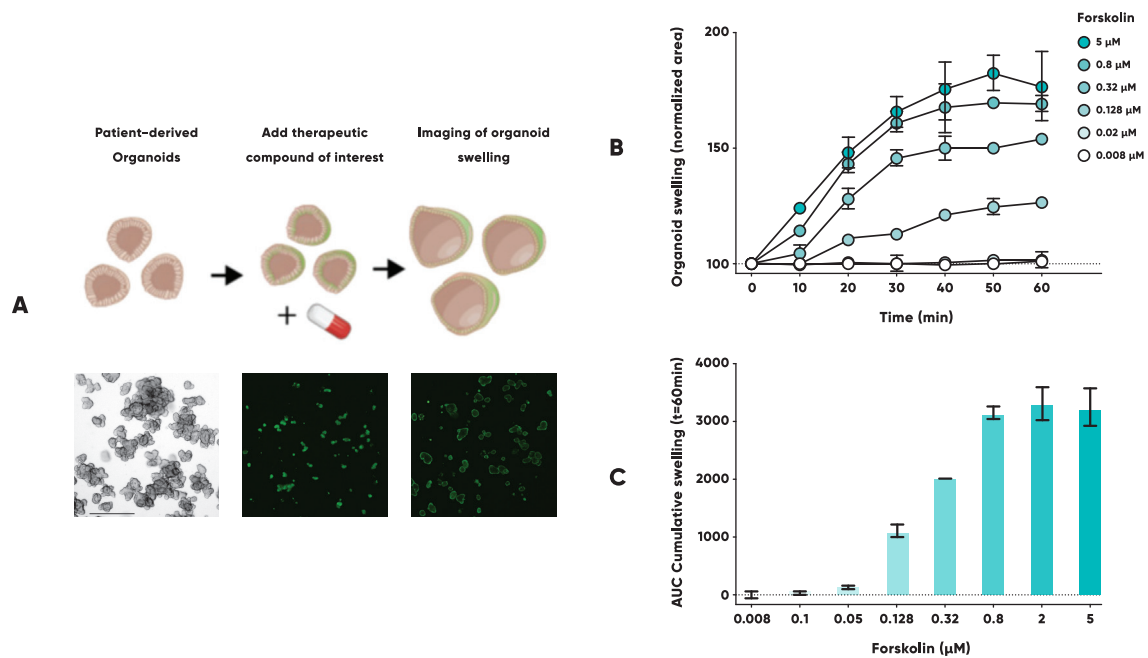 A
Patient-derived
Organoids
Add therapeutic
compound of interest
Imaging of organoid
swelling
+
B
Organoid swelling (normalized area)
200
150
100
0 10 20 30 40 50 60
Time (min)
Forskolin
5 µM
0.8 µM
0.32 µM
0.128 µM
0.02 µM
0.008 µM
C
AUC Cumulative swelling (t=60min)
4000
3000
2000
1000
0
0.008 0.1 0.05 0.128 0.32 0.8 2 5
Forskolin (µM)